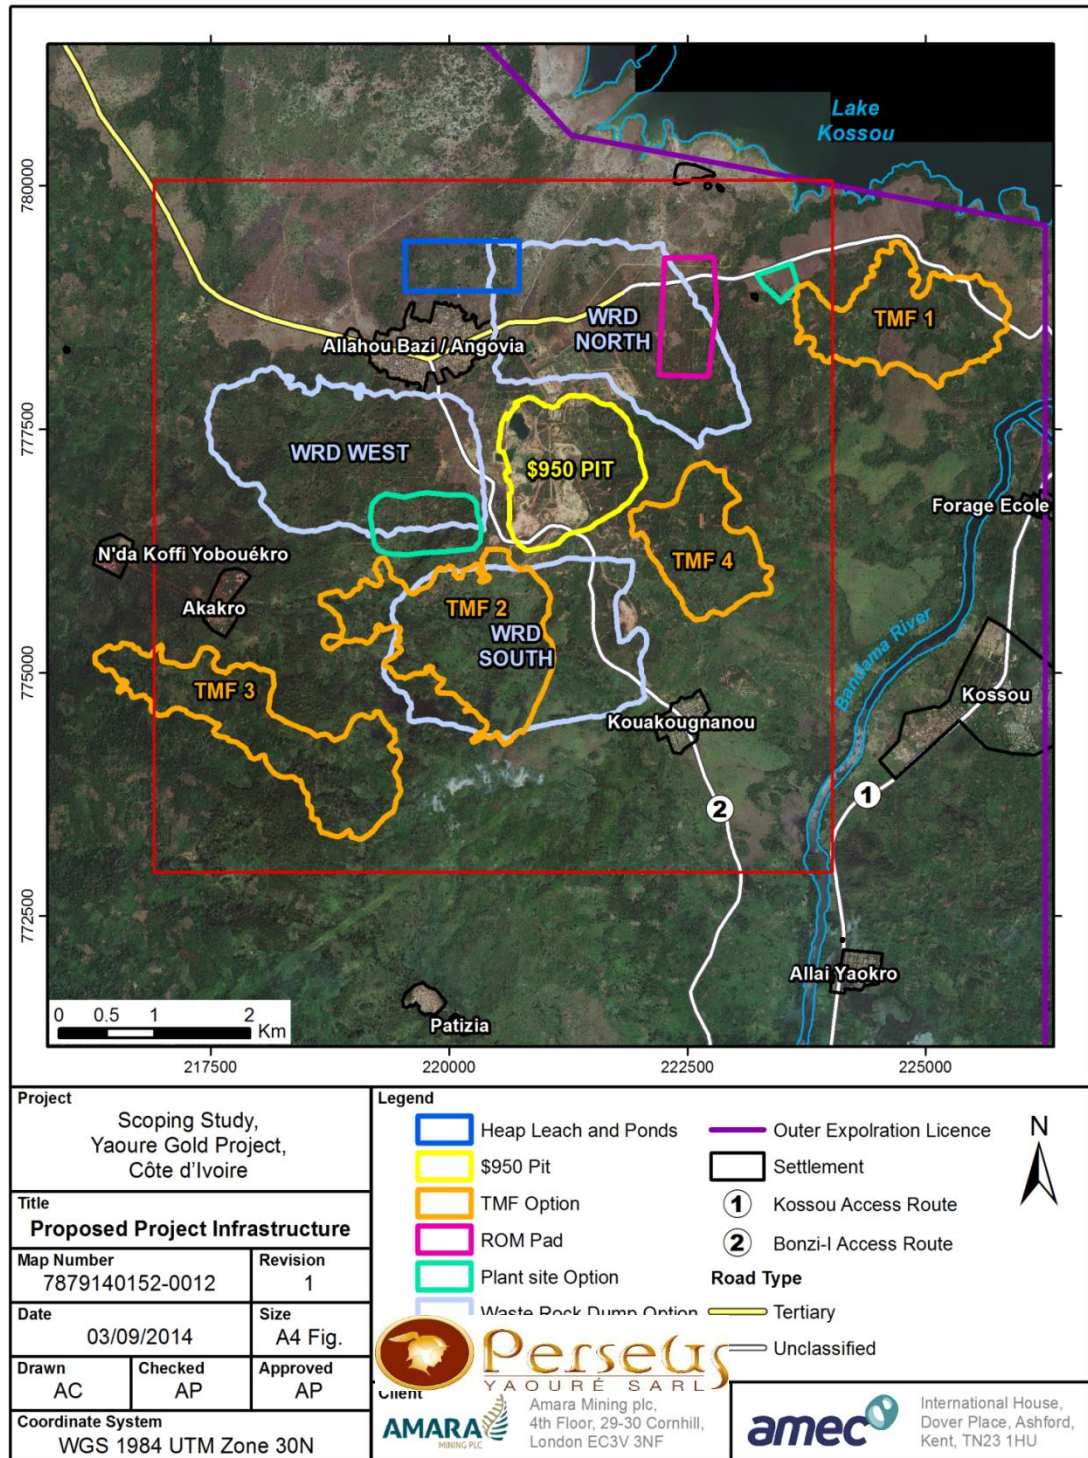 Lake
Kossou
780000
777500
775000
772500
WRD
NORTH
TMF 1
Allahou Bazi / Angovia
WRD WEST
$950 PIT
Forage Ecole
N'da Koffi Yobouékro
TMF 4
Akakro
TMF 2
WRD
SOUTH
Bandama River
TMF 3
Kossou
Kouakougnanou
1
2
Allai Yaokro
Patizia
0 0.5 1 2
Km
217500 220000 222500 225000
Project
Scoping Study,
Yaoure Gold Project,
Côte d'Ivoire
Title
Proposed Project Infrastructure
Map Number
7879140152-0012
Revision
1
Date
03/09/2014
Size
A4 Fig.
Drawn
AC
Checked
AP
Approved
AP
Coordinate System
WGS 1984 UTM Zone 30N
Legend
Heap Leach and Ponds
$950 Pit
TMF Option
ROM Pad
Plant site Option
Waste Rock Dump Option
Outer Expolration Licence
Settlement
1 Kossou Access Route
2 Bonzi-I Access Route
Road Type
Tertiary
Unclassified
N
Perseus
YAOURÉ SARL
Client
AMARA
MINING PLC
Amara Mining plc,
4th Floor, 29-30 Cornhill,
London EC3V 3NF
amec
International House,
Dover Place, Ashford,
Kent, TN23 1HU